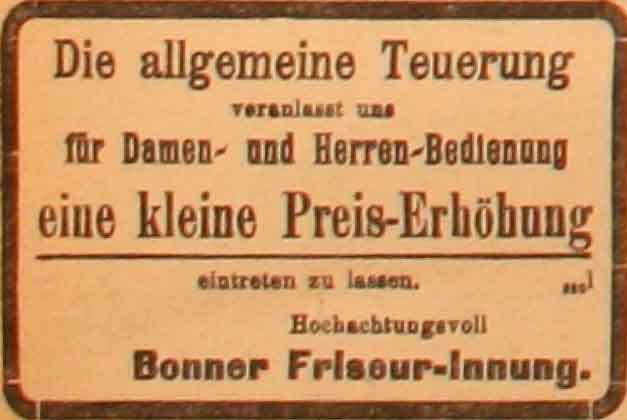 Die allgemeine Teuerung
veranlasst uns
für Damen- und Herren-Bedienung
eine kleine Preis-Erhöhung
eintreten zu lassen.
Hochachtungsvoll
Bonner Friseur-Innung.